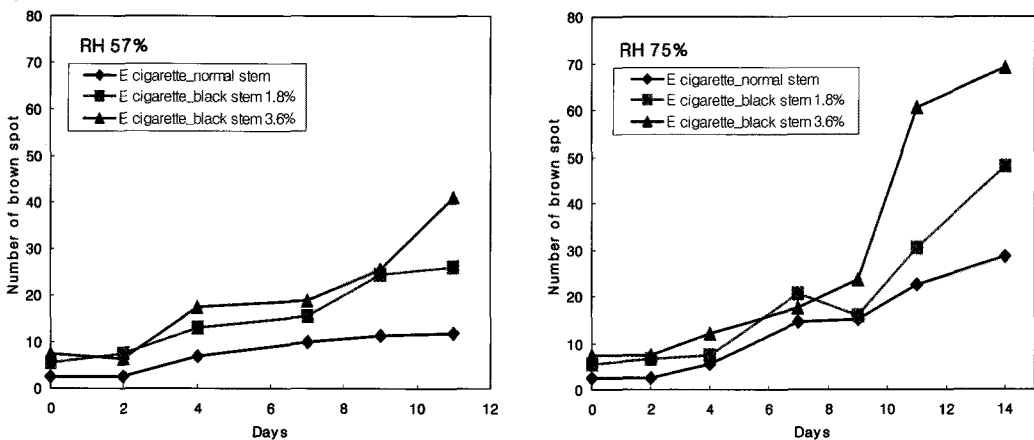 RH 57%
E cigarette_normal stem
E cigarette_black stem 1.8%
E cigarette_black stem 3.6%
Number of brown spot
80
70
60
50
40
30
20
10
0
0 2 4 6 8 10 12
Days
RH 75%
E cigarette_normal stem
E cigarette_black stem 1.8%
E cigarette_black stem 3.6%
Number of brown spot
80
70
60
50
40
30
20
10
0
0 2 4 6 8 10 12 14
Days